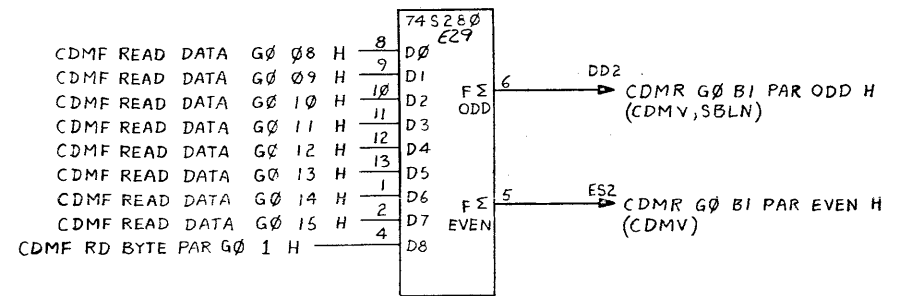 74S28Ø
E29
CDMF READ DATA GØ Ø8 H 8 DØ
CDMF READ DATA GØ Ø9 H 9 D1
CDMF READ DATA GØ 1Ø H 1Ø D2
CDMF READ DATA GØ 11 H 11 D3
CDMF READ DATA GØ 12 H 12 D4
CDMF READ DATA GØ 13 H 13 D5
CDMF READ DATA GØ 14 H 1 D6
CDMF READ DATA GØ 15 H 2 D7
CDMF RD BYTE PAR GØ 1 H 4 D8
F Σ 6 DD2 CDMR GØ B1 PAR ODD H
ODD (CDMV,SBLN)
F Σ 5 ES2 CDMR GØ B1 PAR EVEN H
EVEN (CDMV)